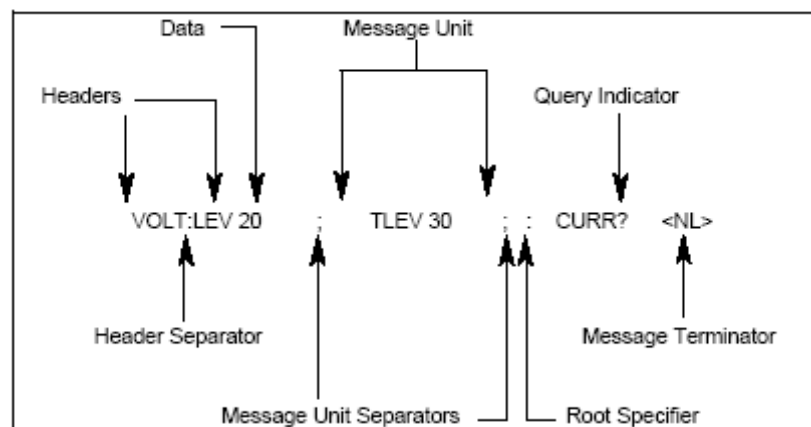 Data Message Unit
Headers Query Indicator
VOLT:LEV 20 ; TLEV 30 ; : CURR? <NL>
Header Separator Message Terminator
Message Unit Separators Root Specifier